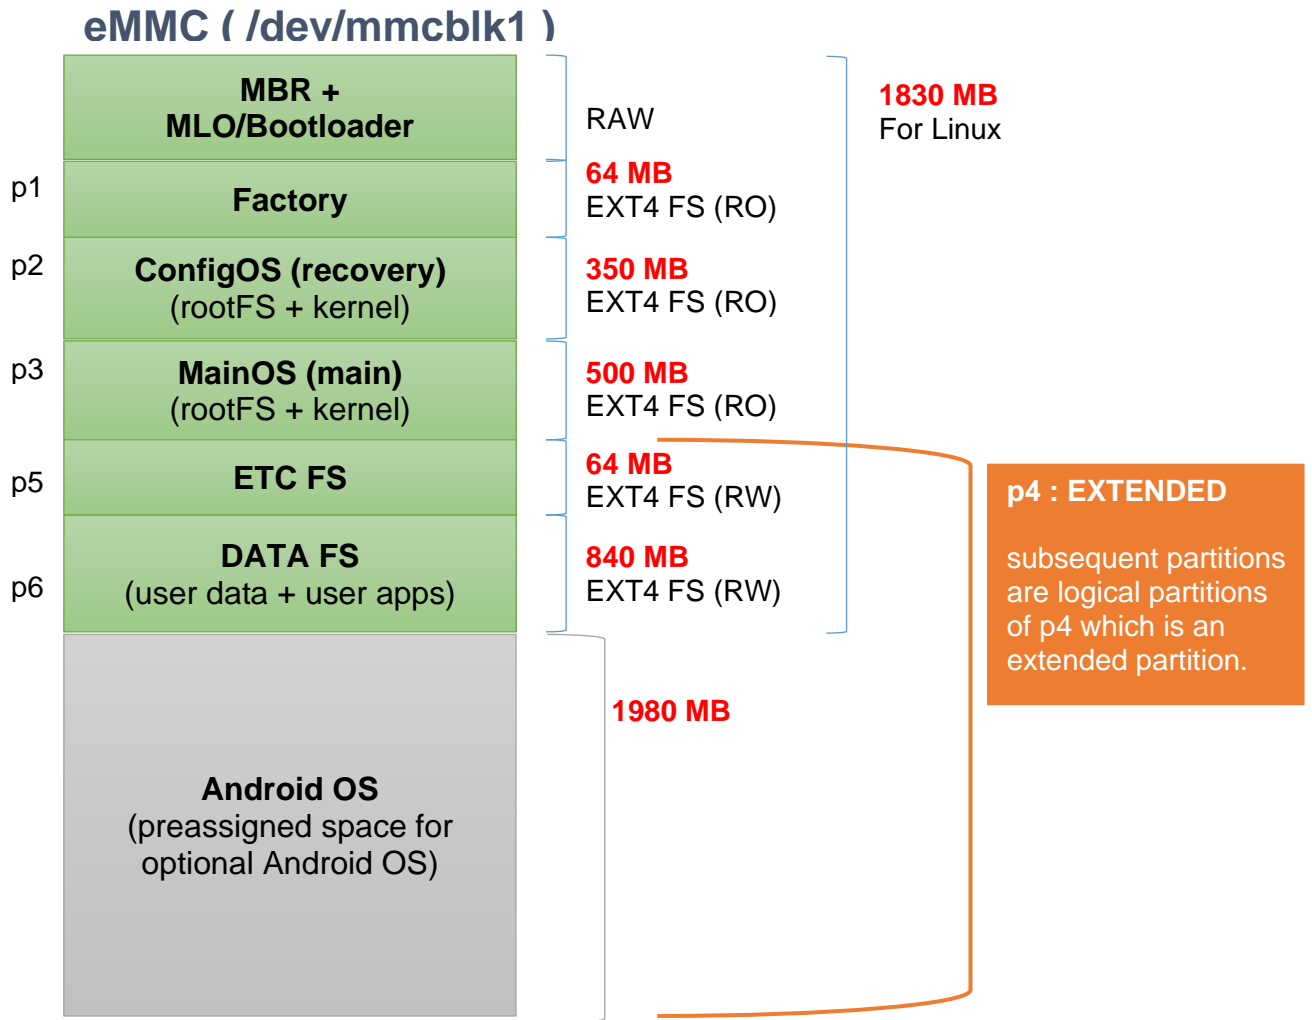 eMMC ( /dev/mmcblk1 )
MBR +
MLO/Bootloader
RAW
1830 MB
For Linux
p1
Factory
64 MB
EXT4 FS (RO)
p2
ConfigOS (recovery)
(rootFS + kernel)
350 MB
EXT4 FS (RO)
p3
MainOS (main)
(rootFS + kernel)
500 MB
EXT4 FS (RO)
p5
ETC FS
64 MB
EXT4 FS (RW)
p4 : EXTENDED
subsequent partitions
are logical partitions
of p4 which is an
extended partition.
p6
DATA FS
(user data + user apps)
840 MB
EXT4 FS (RW)
1980 MB
Android OS
(preassigned space for
optional Android OS)